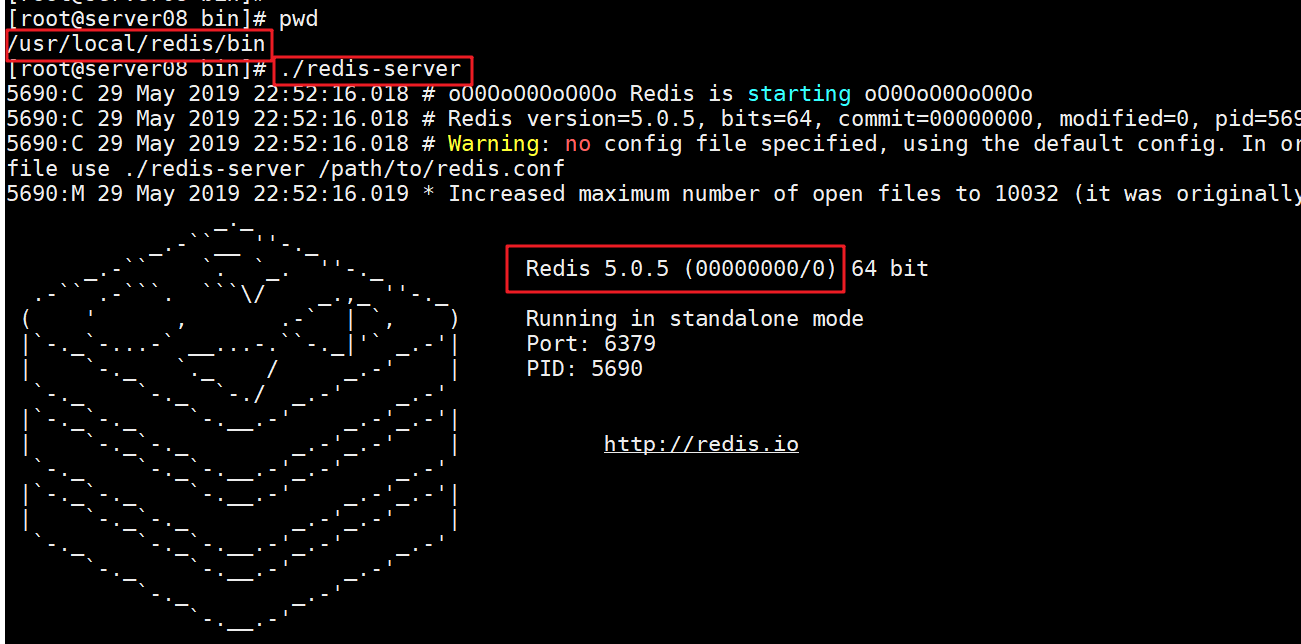 [root@server08 bin]#
[root@server08 bin]# pwd
/usr/local/redis/bin
[root@server08 bin]# ./redis-server
5690:C 29 May 2019 22:52:16.018 # oO0OoO0OoO0Oo Redis is starting oO0OoO0OoO0Oo
5690:C 29 May 2019 22:52:16.018 # Redis version=5.0.5, bits=64, commit=00000000, modified=0, pid=569
5690:C 29 May 2019 22:52:16.018 # Warning: no config file specified, using the default config. In or
file use ./redis-server /path/to/redis.conf
5690:M 29 May 2019 22:52:16.019 * Increased maximum number of open files to 10032 (it was originally
Redis 5.0.5 (00000000/0) 64 bit
Running in standalone mode
Port: 6379
PID: 5690
http://redis.io